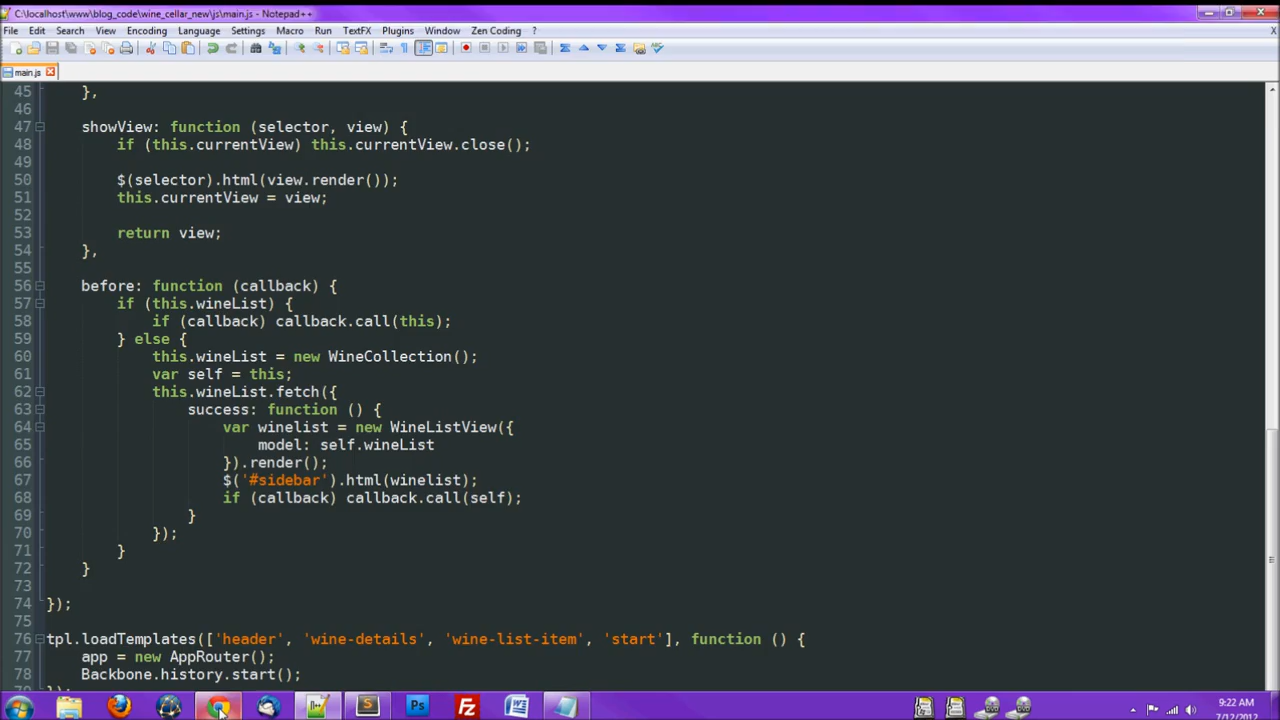 C:\localhost\www\blog_code\wine_cellar_new\js\main.js - Notepad++
File Edit Search View Encoding Language Settings Macro Run TextFX Plugins Window Zen Coding ? X
main.js
45 },
46
47 showView: function (selector, view) {
48 if (this.currentView) this.currentView.close();
49
50 $(selector).html(view.render());
51 this.currentView = view;
52
53 return view;
54 },
55
56 before: function (callback) {
57 if (this.wineList) {
58 if (callback) callback.call(this);
59 } else {
60 this.wineList = new WineCollection();
61 var self = this;
62 this.wineList.fetch({
63 success: function () {
64 var winelist = new WineListView({
65 model: self.wineList
66 }).render();
67 $('#sidebar').html(winelist);
68 if (callback) callback.call(self);
69 }
70 });
71 }
72 }
73
74 });
75
76 tpl.loadTemplates(['header', 'wine-details', 'wine-list-item', 'start'], function () {
77 app = new AppRouter();
78 Backbone.history.start();
79 });
9:22 AM
7/12/2012